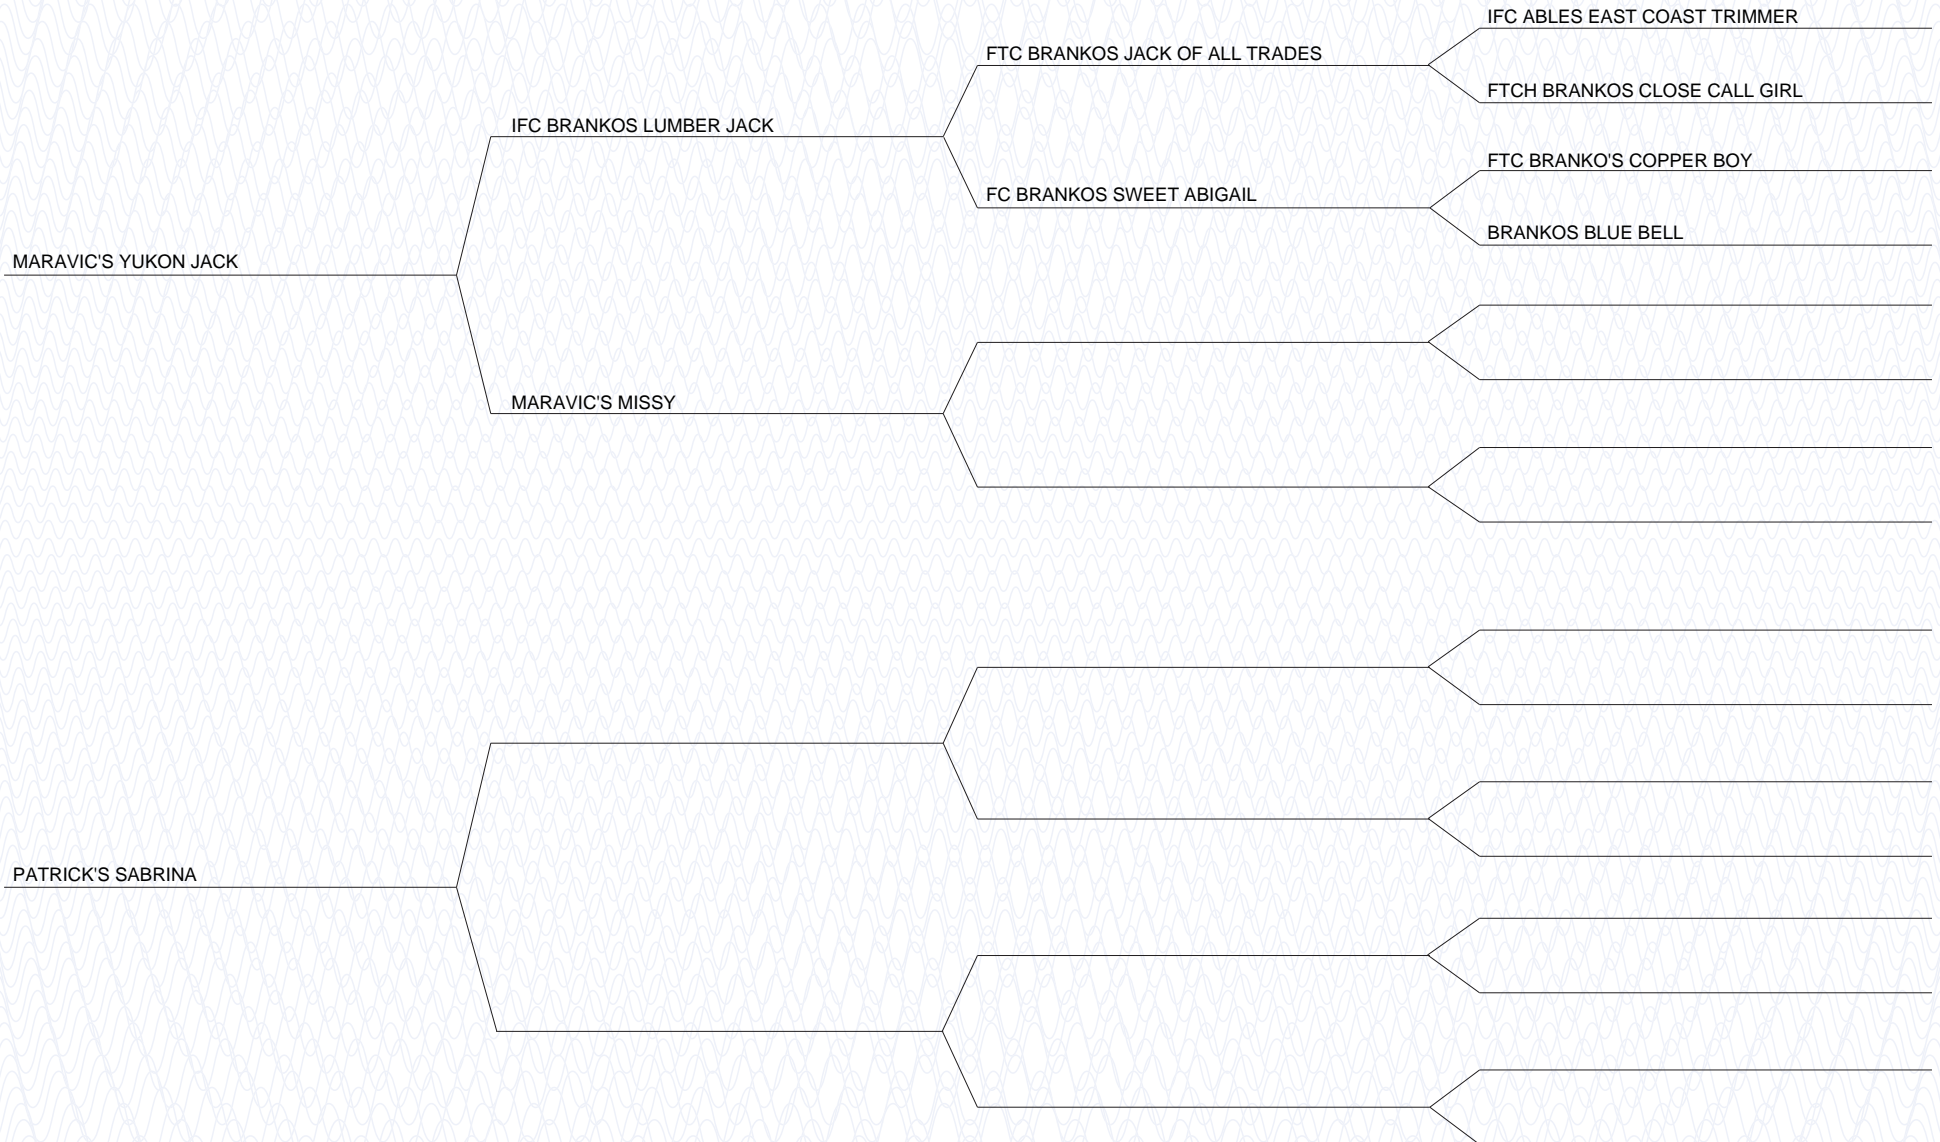 IFC ABLES EAST COAST TRIMMER
FTC BRANKOS JACK OF ALL TRADES
FTCH BRANKOS CLOSE CALL GIRL
IFC BRANKOS LUMBER JACK
FTC BRANKO'S COPPER BOY
FC BRANKOS SWEET ABIGAIL
BRANKOS BLUE BELL
MARAVIC'S YUKON JACK
MARAVIC'S MISSY
PATRICK'S SABRINA